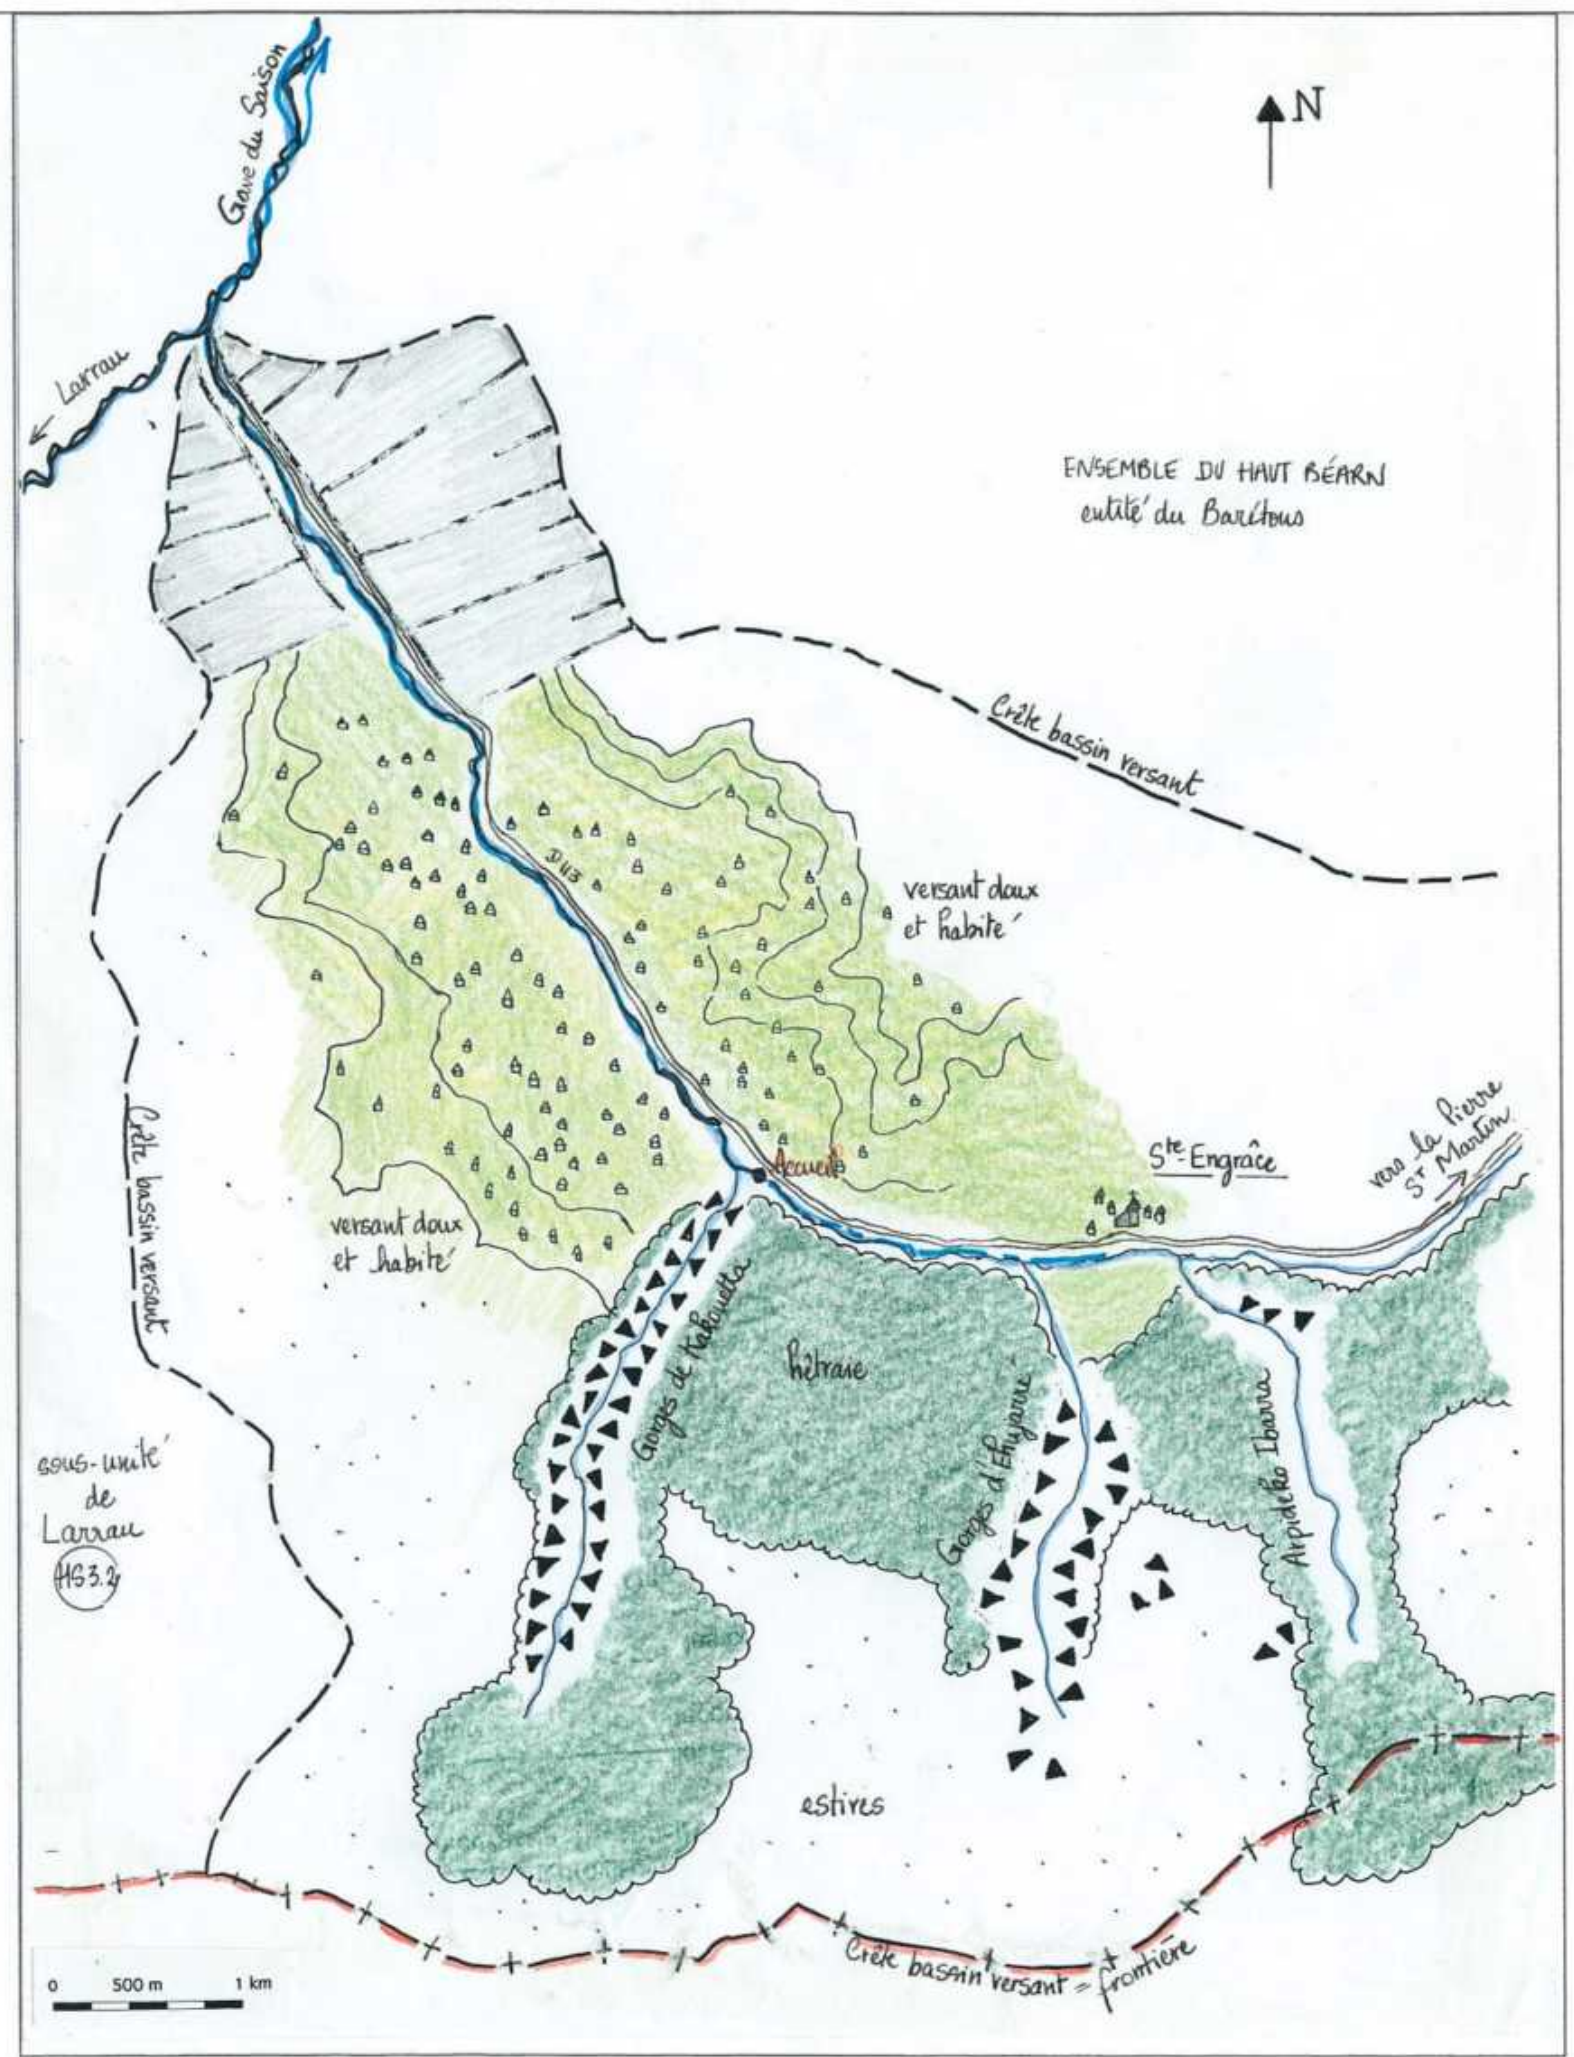 Gave du Saison
N
← Larrau
ENSEMBLE DU HAUT BÉARN
entité du Barétous
Crête bassin versant
D113
versant doux
et habité
Accueil
Ste-Engrâce
vers la Pierre
St Martin
Crête bassin versant
versant doux
et habité
Gorges de Kakouetta
hêtraie
Gorges d'Ehujarré
Arpideko Ibarra
sous-unité
de
Larrau
HS3.2
estives
Crête bassin versant = frontière
0 500 m 1 km